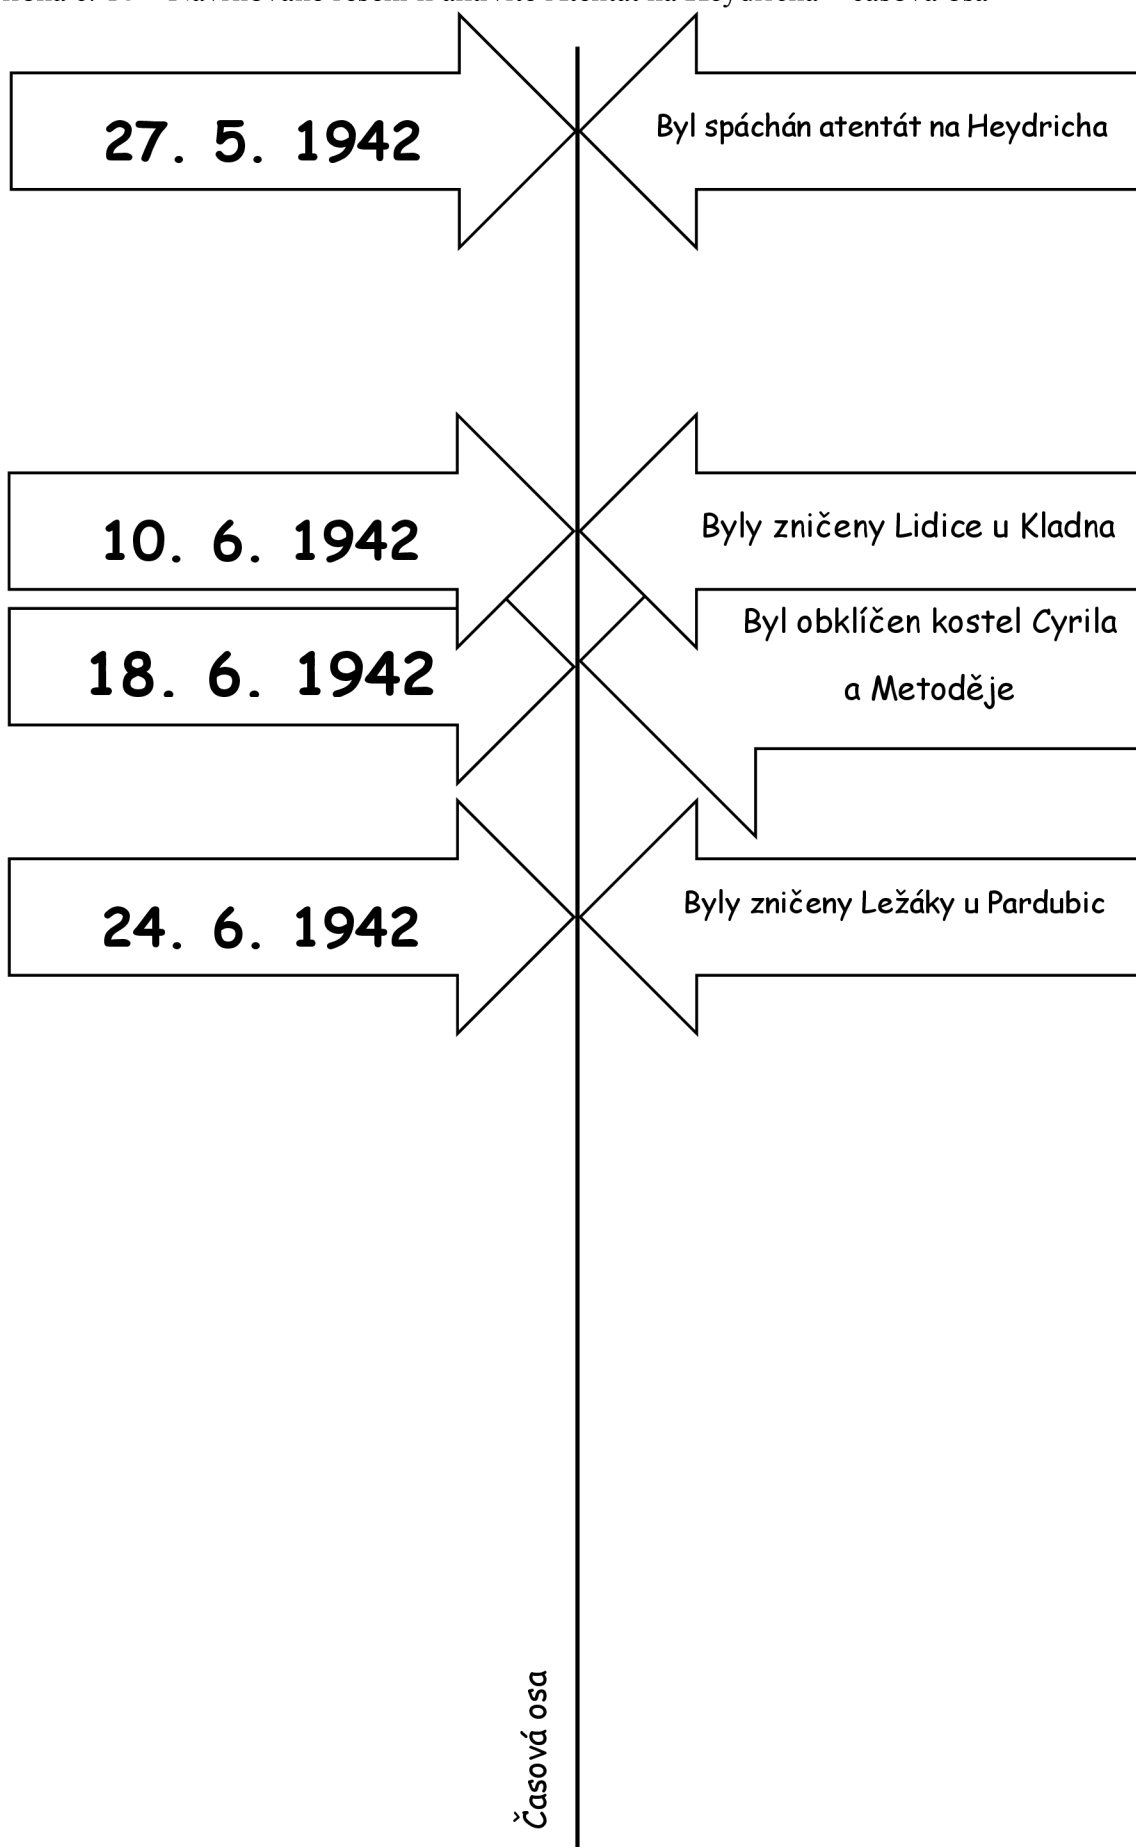 27. 5. 1942
Byl spáchán atentát na Heydricha
10. 6. 1942
Byly zničeny Lidice u Kladna
18. 6. 1942
Byl obklíčen kostel Cyrila
a Metoděje
24. 6. 1942
Byly zničeny Ležáky u Pardubic
Časová osa